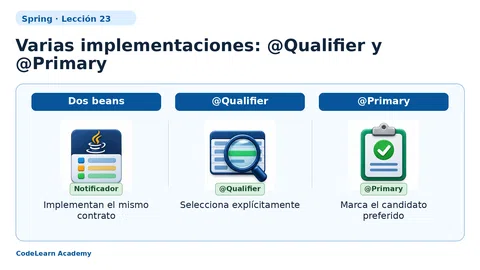 Spring · Lección 23
Varias implementaciones: @Qualifier y
@Primary
Dos beans
@Qualifier
@Primary
Notificador
@Qualifier
@Primary
Implementan el mismo
contrato
Selecciona explícitamente
Marca el candidato
preferido
CodeLearn Academy